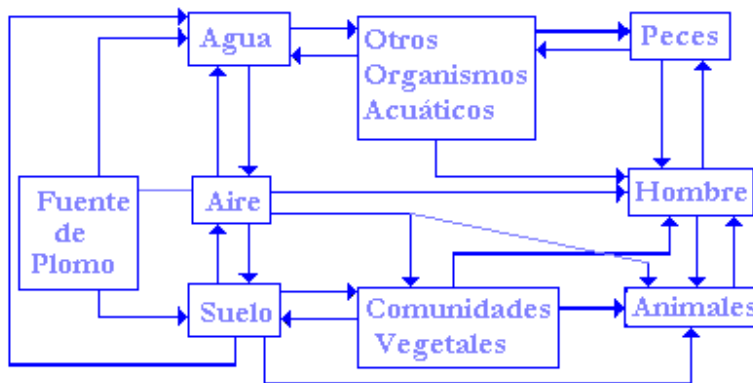 Agua
Otros
Organismos
Acuáticos
Peces
Fuente
de
Plomo
Aire
Hombre
Suelo
Comunidades
Vegetales
Animales